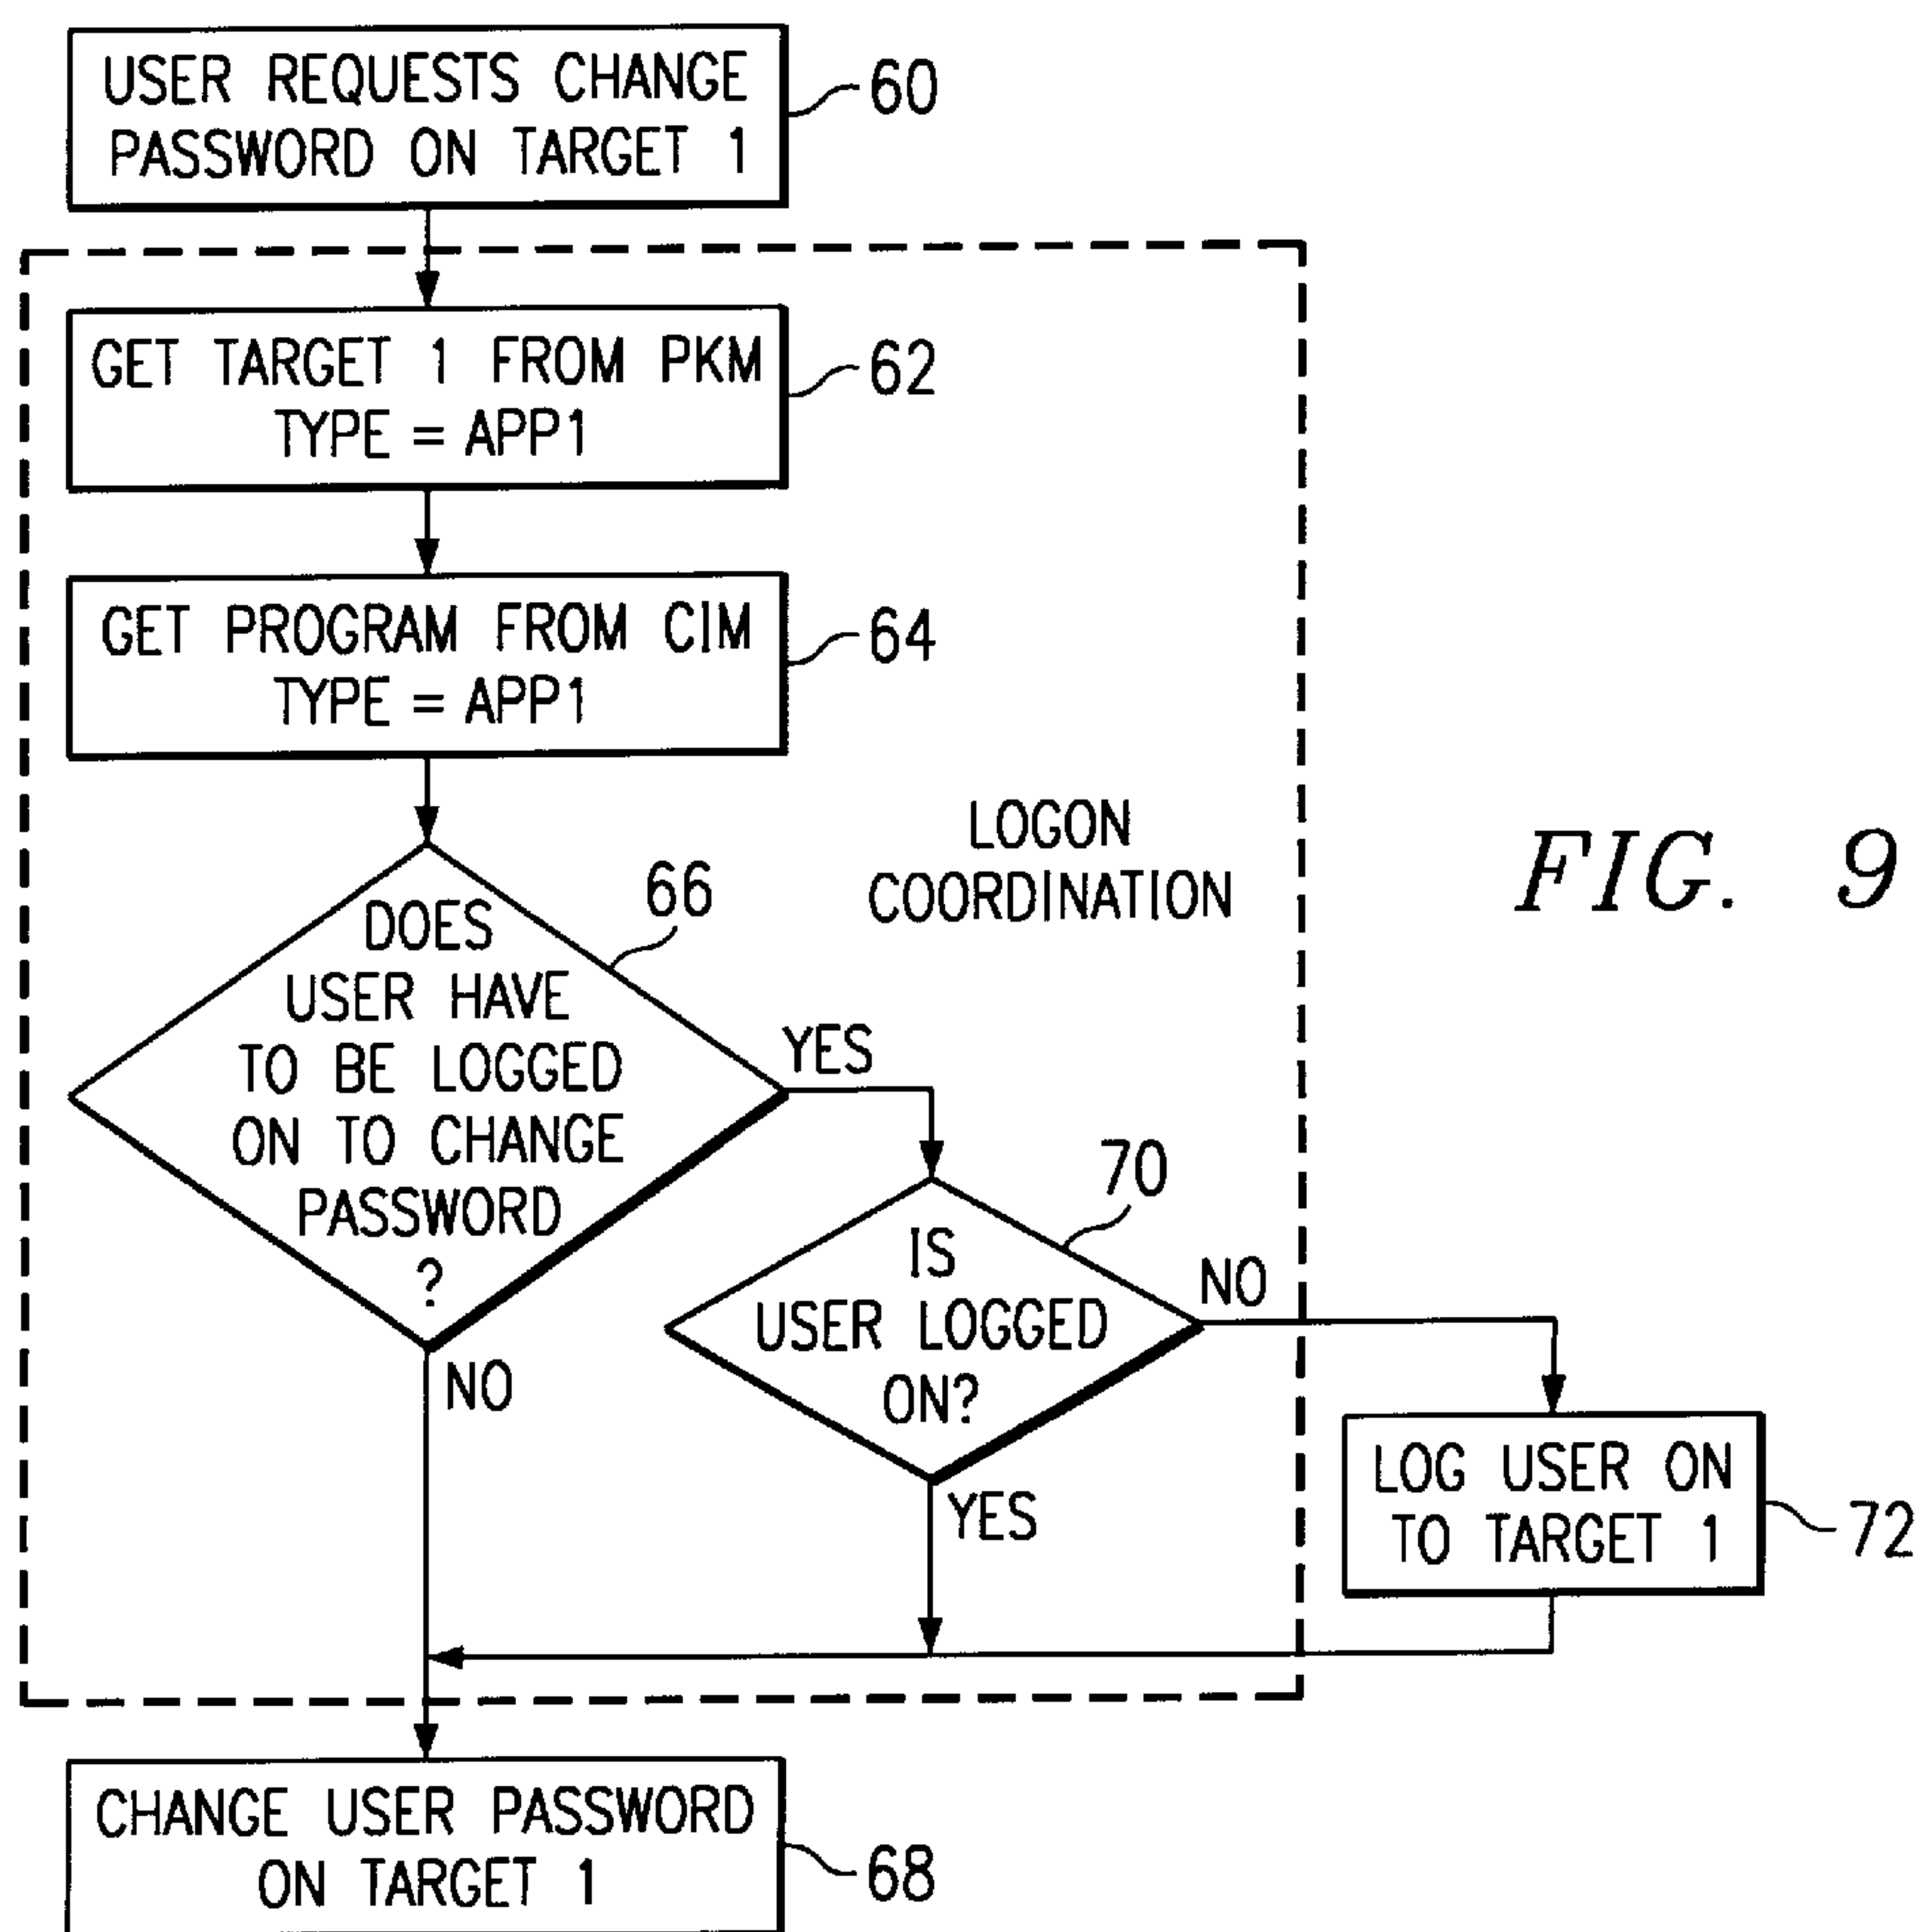 USER REQUESTS CHANGE
PASSWORD ON TARGET 1
60
GET TARGET 1 FROM PKM
TYPE = APP1
62
GET PROGRAM FROM CIM
TYPE = APP1
64
LOGON
COORDINATION
FIG. 9
66
DOES
USER HAVE
TO BE LOGGED
ON TO CHANGE
PASSWORD
?
YES
NO
70
IS
USER LOGGED
ON?
NO
YES
LOG USER ON
TO TARGET 1
72
CHANGE USER PASSWORD
ON TARGET 1
68